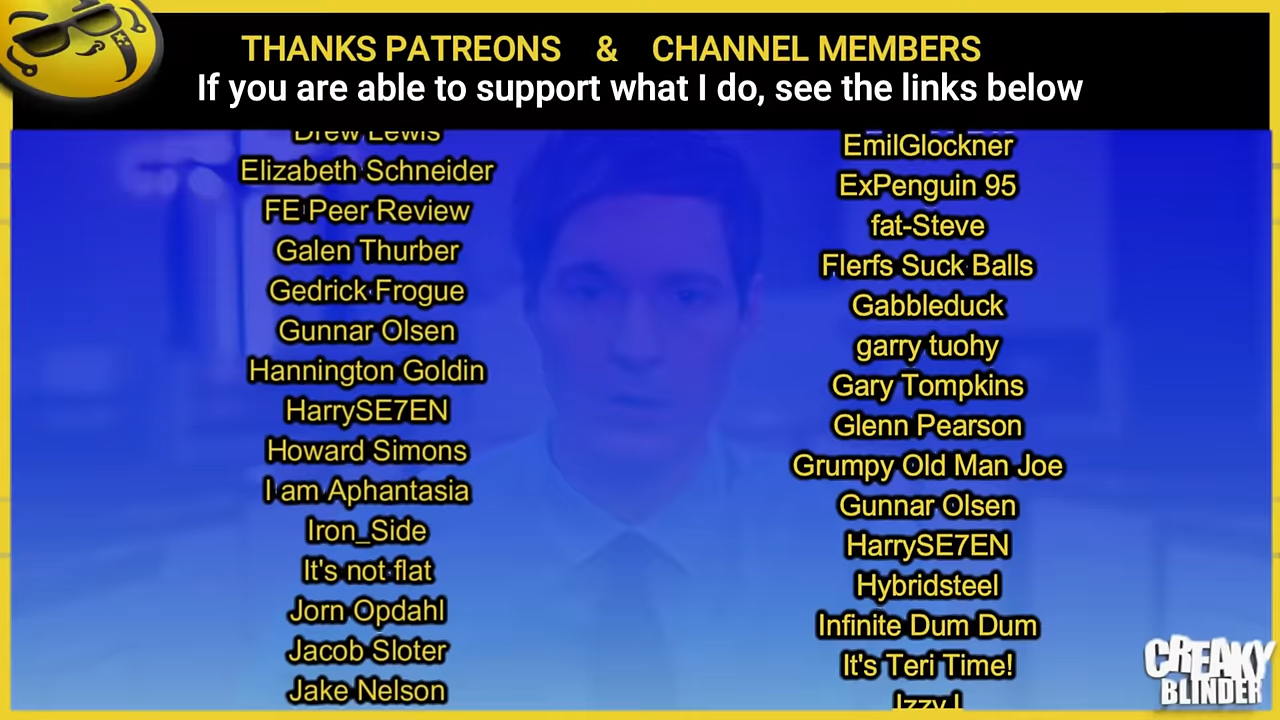 THANKS PATREONS & CHANNEL MEMBERS
If you are able to support what I do, see the links below
Drew Lewis
Elizabeth Schneider
FE Peer Review
Galen Thurber
Gedrick Frogue
Gunnar Olsen
Hannington Goldin
HarrySE7EN
Howard Simons
I am Aphantasia
Iron_Side
It's not flat
Jorn Opdahl
Jacob Sloter
Jake Nelson
EmilGlockner
ExPenguin 95
fat-Steve
Flerfs Suck Balls
Gabbleduck
garry tuohy
Gary Tompkins
Glenn Pearson
Grumpy Old Man Joe
Gunnar Olsen
HarrySE7EN
Hybridsteel
Infinite Dum Dum
It's Teri Time!
CREAKY
BLINDER